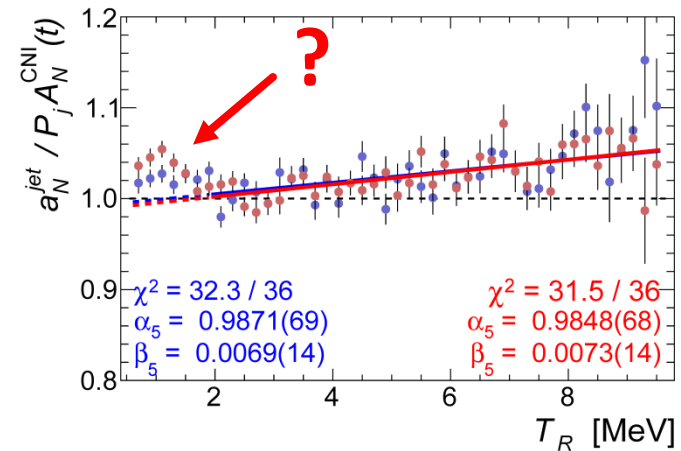 ?
a_N^jet / P_j A_N^CNI(t)
1.2
1.1
1.0
0.9
0.8
χ² = 32.3 / 36
α₅ = 0.9871(69)
β₅ = 0.0069(14)
χ² = 31.5 / 36
α₅ = 0.9848(68)
β₅ = 0.0073(14)
2 4 6 8
T_R [MeV]